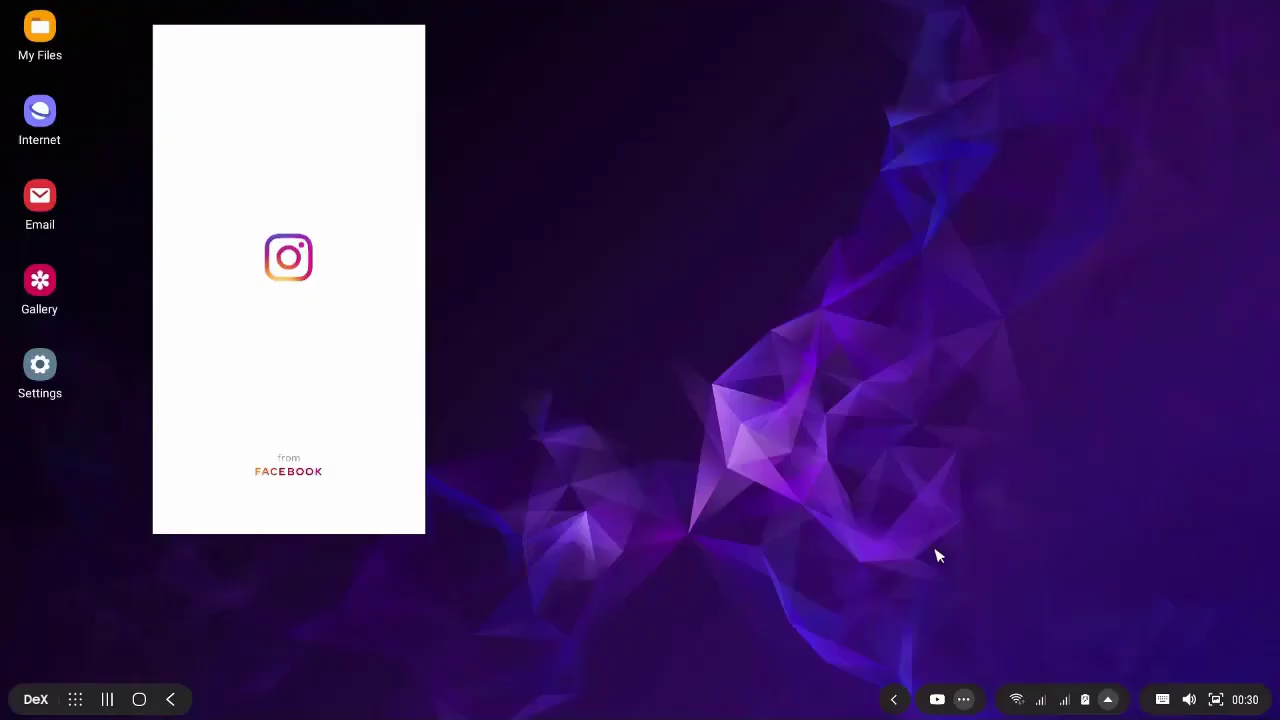 My Files
Internet
Email
Gallery
Settings
from
FACEBOOK
DeX
00:30